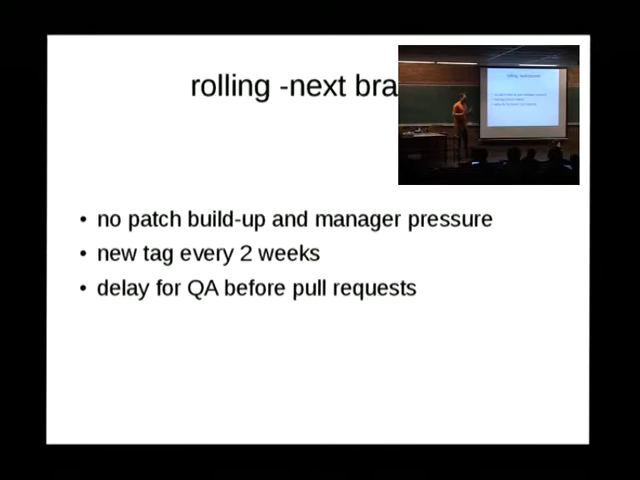 rolling -next bra
• no patch build-up and manager pressure
• new tag every 2 weeks
• delay for QA before pull requests